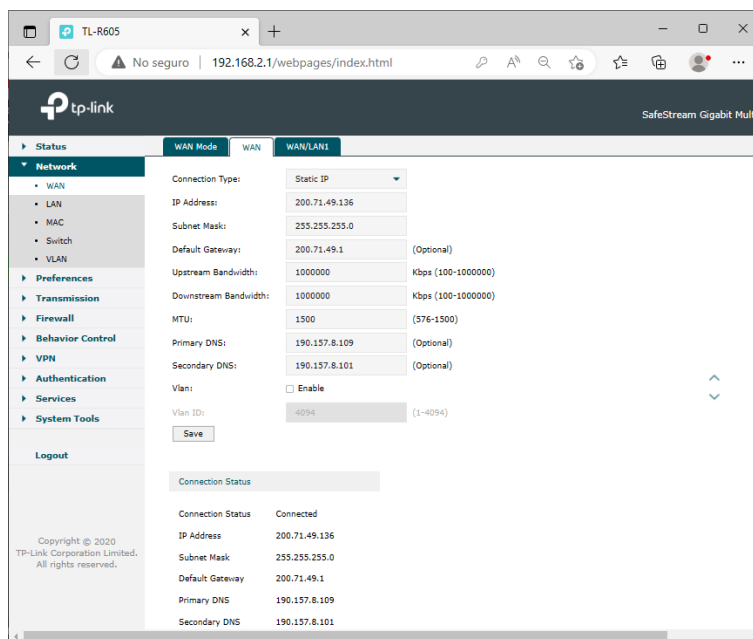 TL-R605
No seguro
192.168.2.1/webpages/index.html
tp-link
SafeStream Gigabit Mult
Status
Network
WAN
LAN
MAC
Switch
VLAN
Preferences
Transmission
Firewall
Behavior Control
VPN
Authentication
Services
System Tools
Logout
Copyright © 2020
TP-Link Corporation Limited.
All rights reserved.
WAN Mode WAN WAN/LAN1
Connection Type: Static IP
IP Address: 200.71.49.136
Subnet Mask: 255.255.255.0
Default Gateway: 200.71.49.1 (Optional)
Upstream Bandwidth: 1000000 Kbps (100-1000000)
Downstream Bandwidth: 1000000 Kbps (100-1000000)
MTU: 1500 (576-1500)
Primary DNS: 190.157.8.109 (Optional)
Secondary DNS: 190.157.8.101 (Optional)
Vlan: Enable
Vlan ID: 4094 (1-4094)
Save
Connection Status
Connection Status Connected
IP Address 200.71.49.136
Subnet Mask 255.255.255.0
Default Gateway 200.71.49.1
Primary DNS 190.157.8.109
Secondary DNS 190.157.8.101